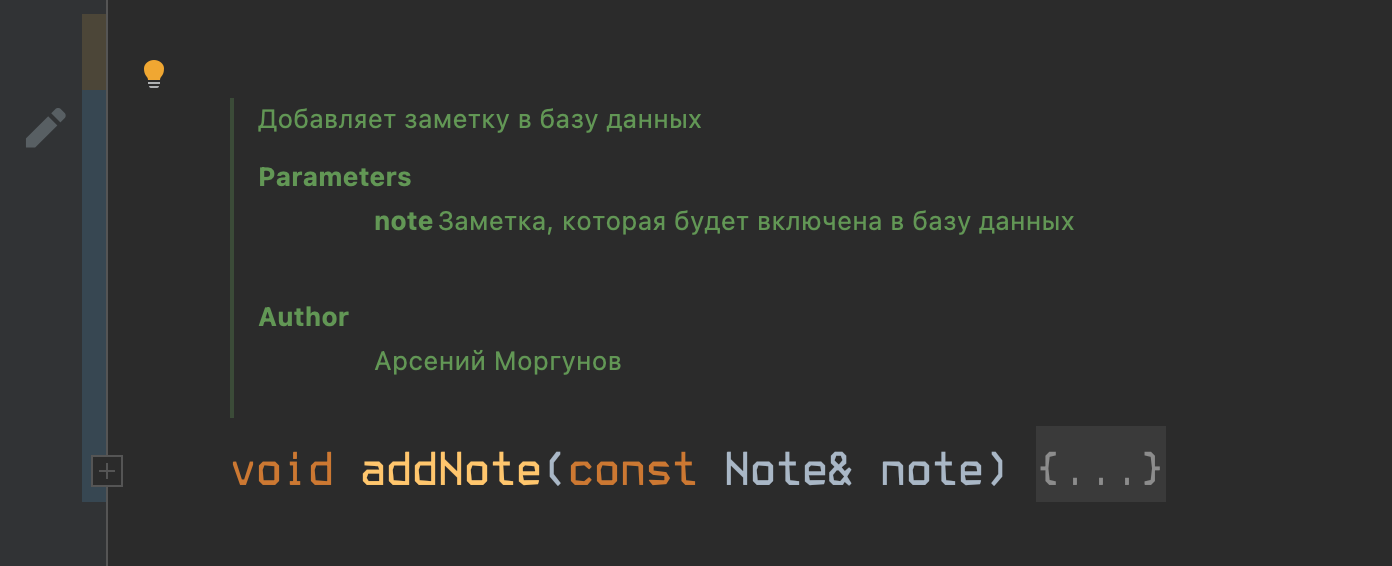 Добавляет заметку в базу данных
Parameters
note Заметка, которая будет включена в базу данных
Author
Арсений Моргунов
void addNote(const Note& note) {...}